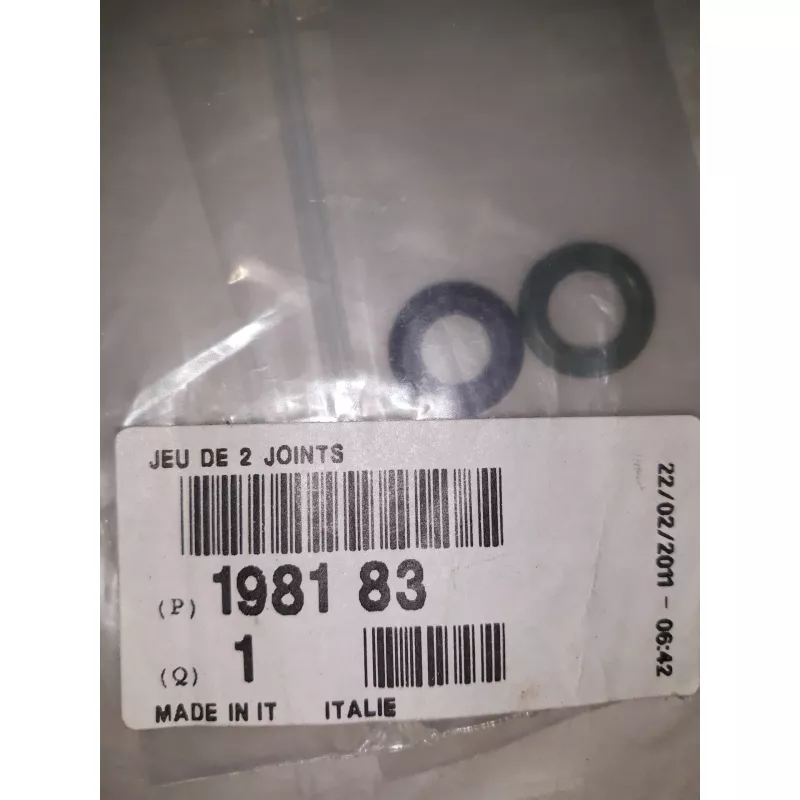 JEU DE 2 JOINTS
(P) 1981 83
(Q) 1
MADE IN IT ITALIE
22/02/2011 - 06:42